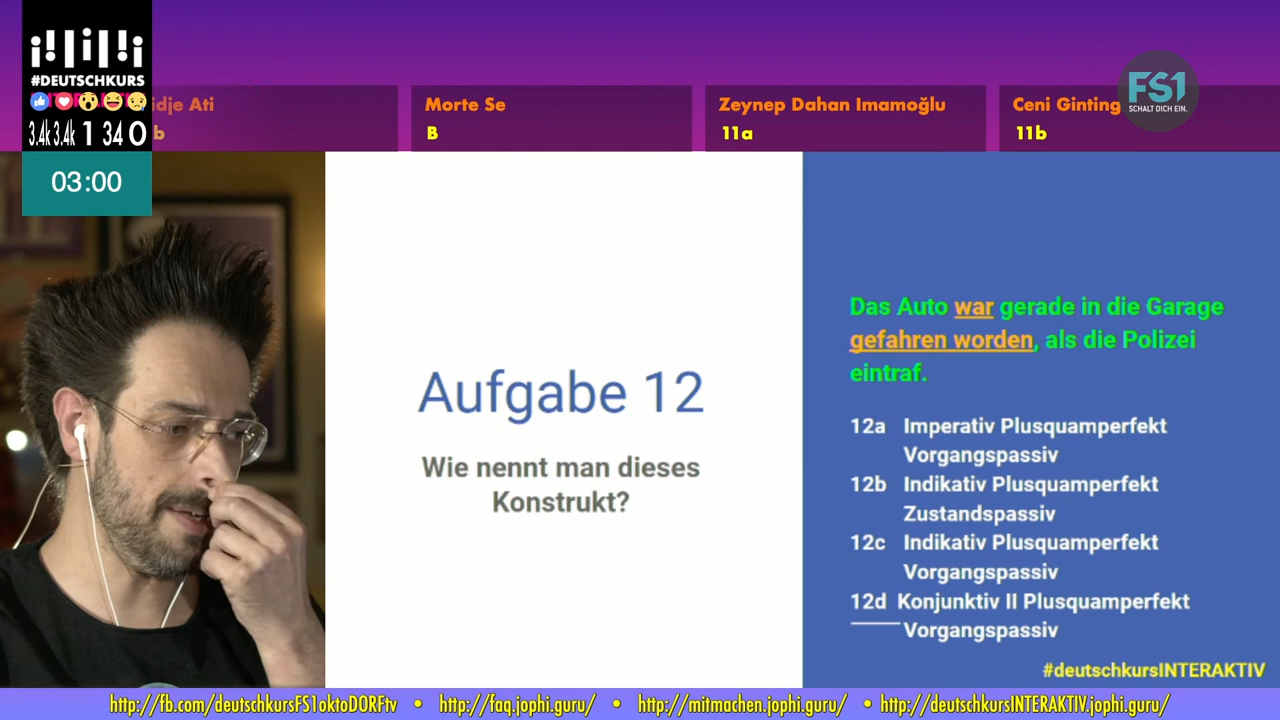 #DEUTSCHKURS
3.4k 3.4k 1 34 0
03:00
idje Ati
b
Morte Se
B
Zeynep Dahan Imamoğlu
11a
Ceni Ginting
11b
FS1
SCHALT DICH EIN.
Aufgabe 12
Wie nennt man dieses
Konstrukt?
Das Auto war gerade in die Garage
gefahren worden, als die Polizei
eintraf.
12a Imperativ Plusquamperfekt
Vorgangspassiv
12b Indikativ Plusquamperfekt
Zustandspassiv
12c Indikativ Plusquamperfekt
Vorgangspassiv
12d Konjunktiv II Plusquamperfekt
Vorgangspassiv
#deutschkursINTERAKTIV
http://fb.com/deutschkursFS1oktoDORFtv • http://faq.jophi.guru/ • http://mitmachen.jophi.guru/ • http://deutschkursINTERAKTIV.jophi.guru/